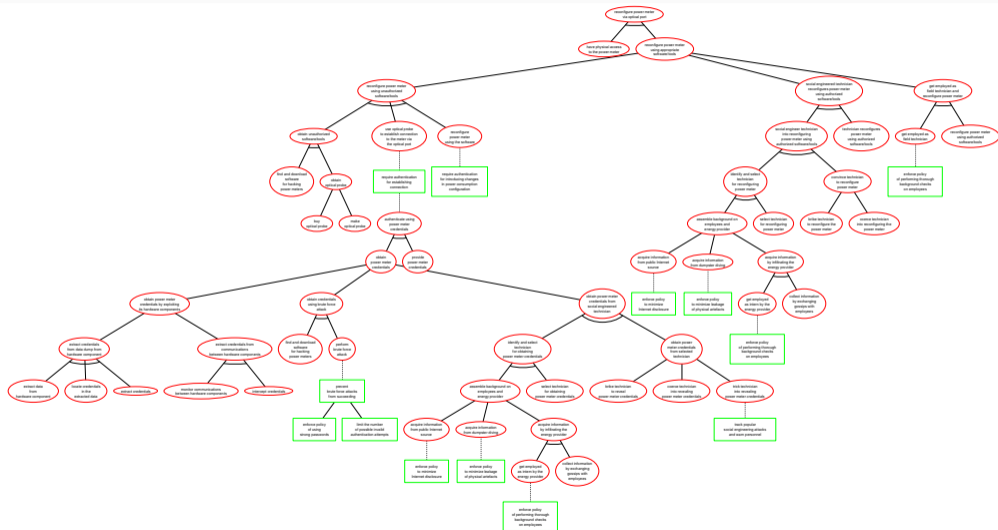 reconfigure power meter
via optical port
have physical access
to the power meter
reconfigure power meter
using appropriate
software/tools
reconfigure power meter
using unauthorised
software/tools
social engineered technician
reconfigures power meter
using authorised
software/tools
get employed as
field technician and
reconfigure power meter
obtain unauthorised
software/tools
use optical probe
to establish connection
to the meter via
the optical port
reconfigure
power meter
using the software
social engineer technician
into reconfiguring
power meter using
authorised software/tools
technician reconfigures
power meter
using authorised
software/tools
get employed as
field technician
reconfigure power meter
using authorised
software/tools
find and download
software
for hacking
power meters
obtain
optical probe
require authentication
for establishing
connection
require authentication
for introducing changes
in power consumption
configuration
identify and select
technician
for reconfiguring
power meter
convince technician
to reconfigure
power meter
enforce policy
of performing thorough
background checks
on employees
buy
optical probe
make
optical probe
authenticate using
power meter
credentials
assemble background on
employees and
energy provider
select technician
for reconfiguring
power meter
bribe technician
to reconfigure the
power meter
coerce technician
into reconfiguring the
power meter
obtain
power meter
credentials
provide
power meter
credentials
acquire information
from public Internet
source
acquire information
from dumpster diving
acquire information
by infiltrating the
energy provider
obtain power meter
credentials by exploiting
its hardware components
obtain credentials
using brute force
attack
obtain power meter
credentials from
social engineered
technician
enforce policy
to minimise
Internet disclosure
enforce policy
to minimise leakage
of physical artefacts
get employed
as intern by the
energy provider
collect information
by exchanging
gossips with
employees
extract credentials
from data dump from
hardware component
extract credentials from
communications
between hardware components
find and download
software
for hacking
power meters
perform
brute force
attack
identify and select
technician
for obtaining
power meter credentials
obtain power
meter credentials
from selected
technician
enforce policy
of performing thorough
background checks
on employees
extract data
from
hardware component
locate credentials
in the
extracted data
extract credentials
monitor communications
between hardware components
intercept credentials
prevent
brute force attacks
from succeeding
assemble background on
employees and
energy provider
select technician
for obtaining
power meter credentials
bribe technician
to reveal
power meter credentials
coerce technician
into revealing
power meter credentials
trick technician
into revealing
power meter credentials
enforce policy
of using
strong passwords
limit the number
of possible invalid
authentication attempts
acquire information
from public Internet
source
acquire information
from dumpster diving
acquire information
by infiltrating the
energy provider
track popular
social engineering attacks
and warn personnel
enforce policy
to minimise
Internet disclosure
enforce policy
to minimize leakage
of physical artefacts
get employed
as intern by the
energy provider
collect information
by exchanging
gossips with
employees
enforce policy
of performing thorough
background checks
on employees